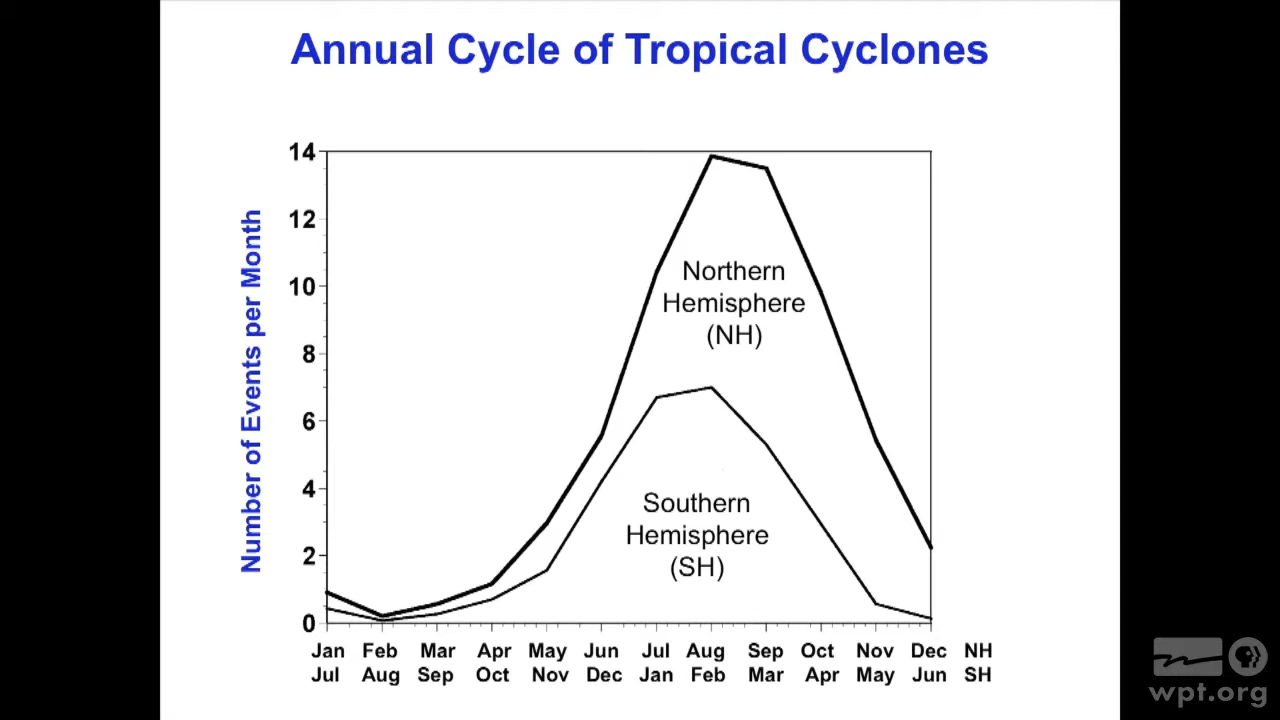 Annual Cycle of Tropical Cyclones
Number of Events per Month
14
12
10
8
6
4
2
0
Northern
Hemisphere
(NH)
Southern
Hemisphere
(SH)
Jan Feb Mar Apr May Jun Jul Aug Sep Oct Nov Dec NH
Jul Aug Sep Oct Nov Dec Jan Feb Mar Apr May Jun SH
wpt.org